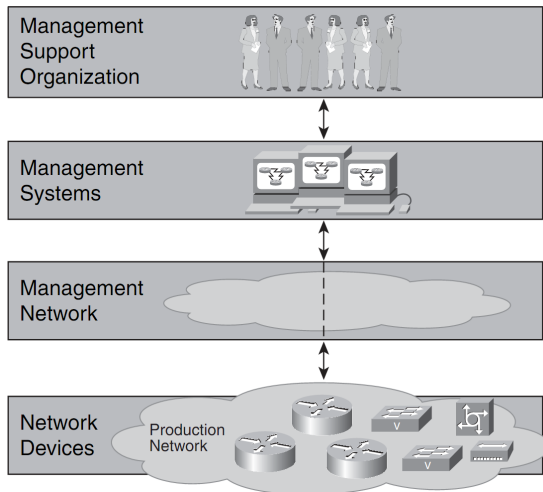 Management
Support
Organization
Management
Systems
Management
Network
Network
Devices
Production
Network
V
V